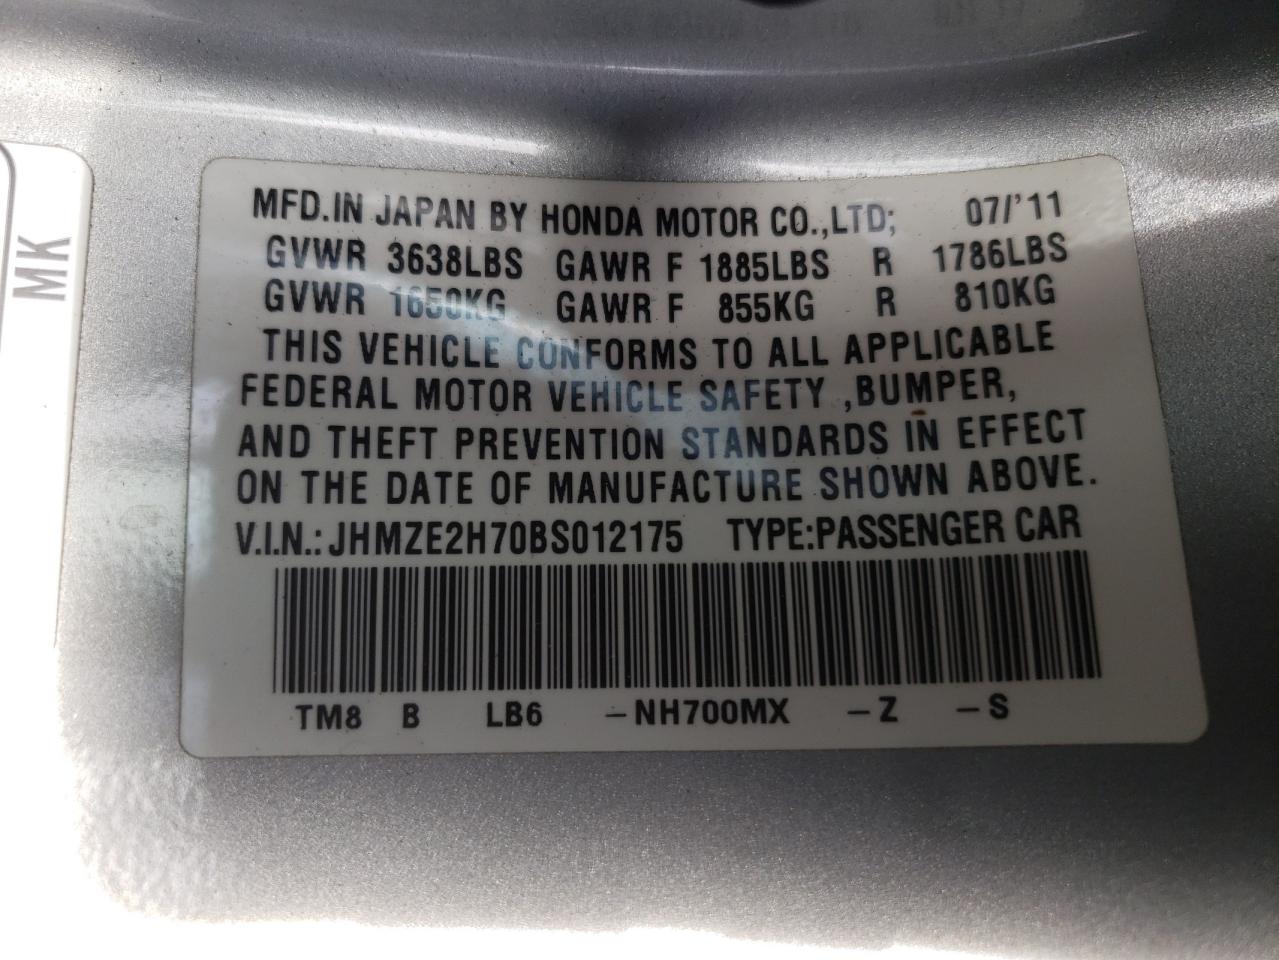 MK
MFD.IN JAPAN BY HONDA MOTOR CO.,LTD; 07/'11
GVWR 3638LBS GAWR F 1885LBS R 1786LBS
GVWR 1650KG GAWR F 855KG R 810KG
THIS VEHICLE CONFORMS TO ALL APPLICABLE
FEDERAL MOTOR VEHICLE SAFETY ,BUMPER,
AND THEFT PREVENTION STANDARDS IN EFFECT
ON THE DATE OF MANUFACTURE SHOWN ABOVE.
V.I.N.: JHMZE2H70BS012175 TYPE:PASSENGER CAR
TM8 B LB6 -NH700MX -Z -S